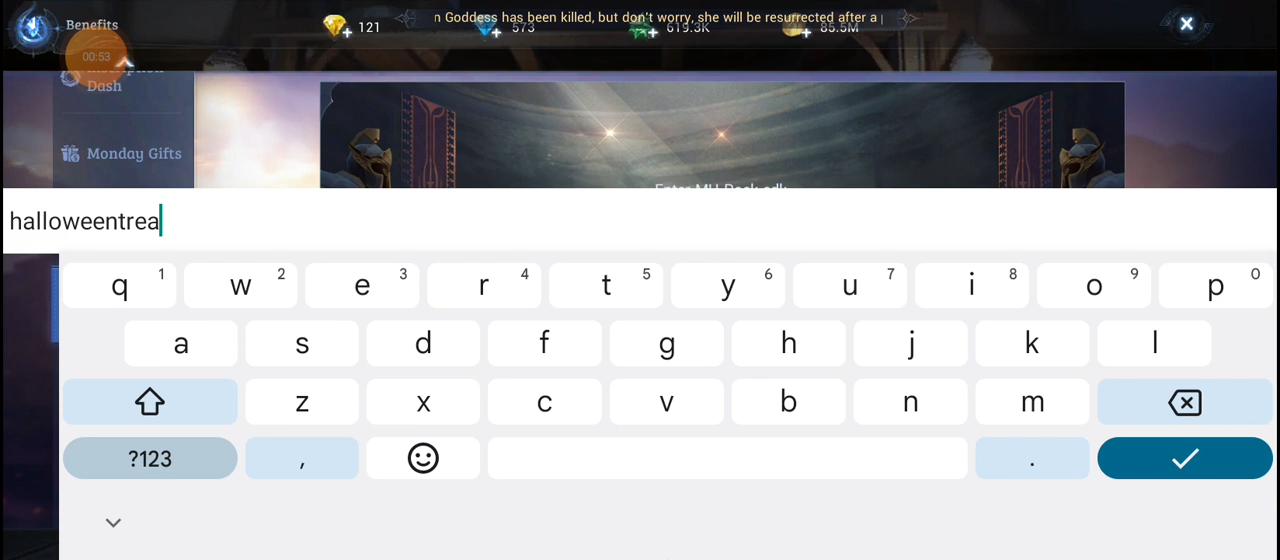 Benefits
121
n Goddess has been killed, but don't worry, she will be resurrected after a
573
619.3K
85.5M
00:53
Dash
Monday Gifts
halloweentrea
q 1 w 2 e 3 r 4 t 5 y 6 u 7 i 8 o 9 p 0
a s d f g h j k l
z x c v b n m
?123 , .